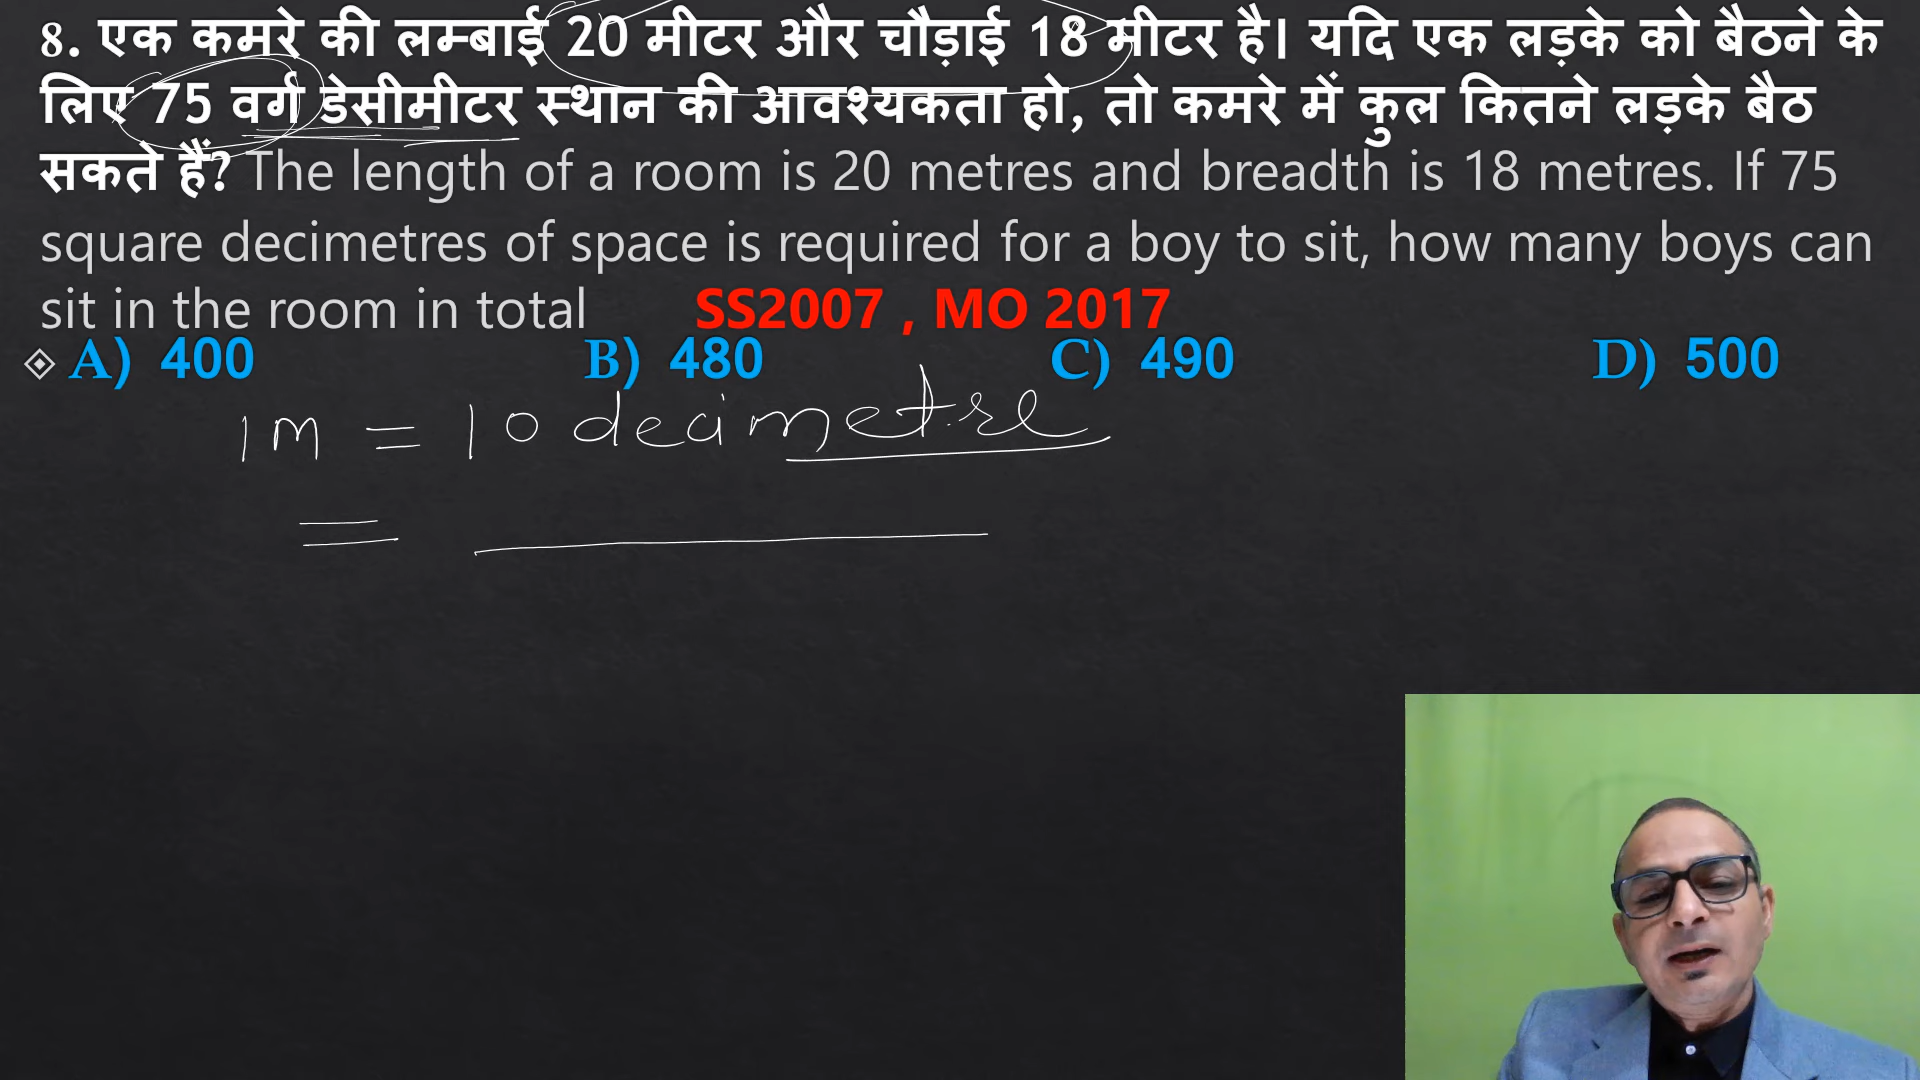 8. एक कमरे की लम्बाई 20 मीटर और चौड़ाई 18 मीटर है। यदि एक लड़के को बैठने के
लिए 75 वर्ग डेसीमीटर स्थान की आवश्यकता हो, तो कमरे में कुल कितने लड़के बैठ
सकते हैं? The length of a room is 20 metres and breadth is 18 metres. If 75
square decimetres of space is required for a boy to sit, how many boys can
sit in the room in total SS2007 , MO 2017
A) 400 B) 480 C) 490 D) 500
1M = 10 decimetre
=